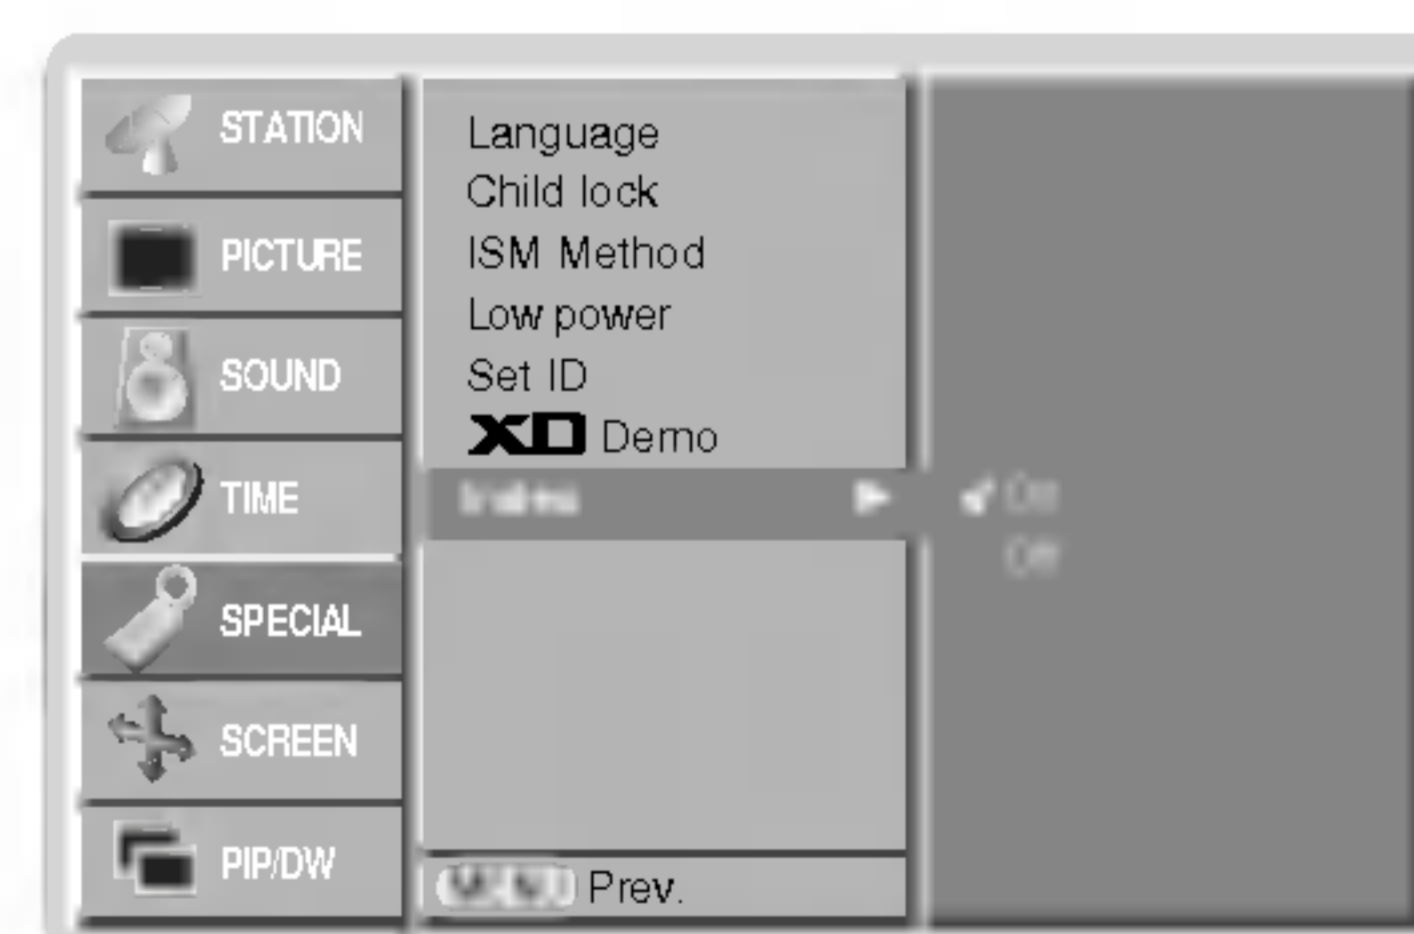 STATION
PICTURE
SOUND
TIME
SPECIAL
SCREEN
PIP/DW
Language
Child lock
ISM Method
Low power
Set ID
XD Demo
Prev.